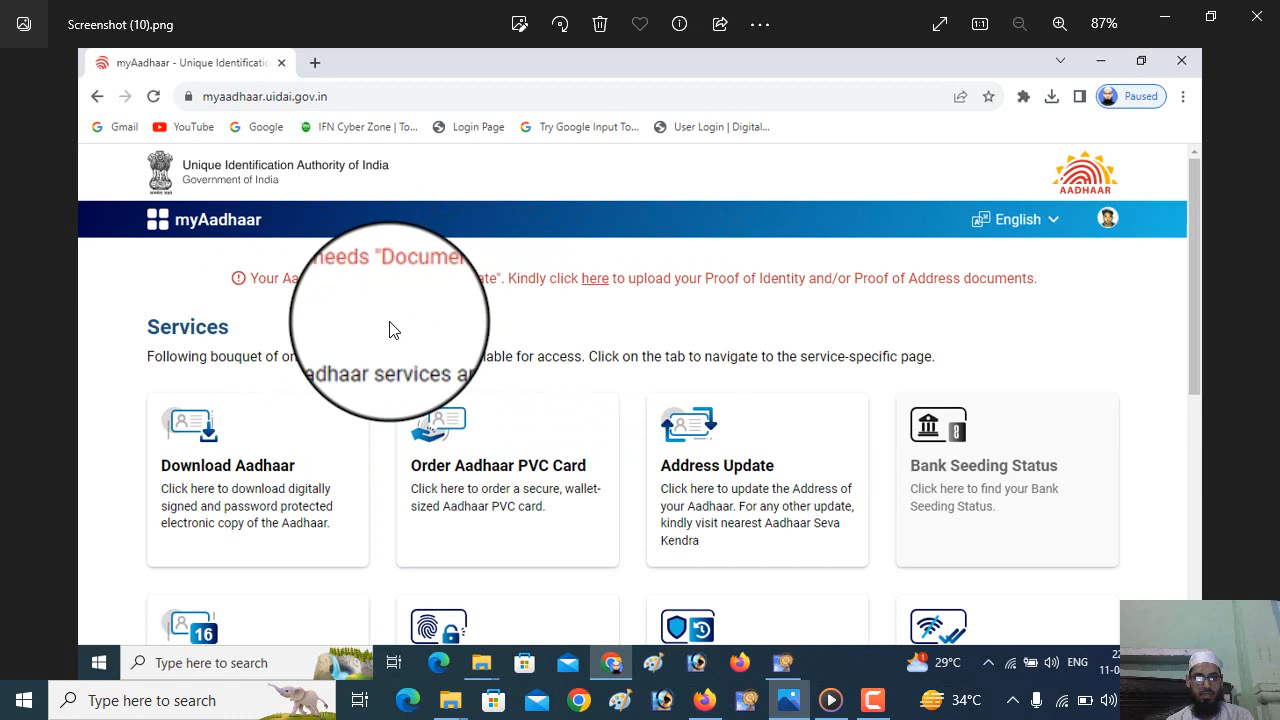 Screenshot (10).png
87%
myAadhaar - Unique Identificatio
myaadhaar.uidai.gov.in
Paused
Gmail
YouTube
Google
IFN Cyber Zone | To...
Login Page
Try Google Input To...
User Login | Digital...
Unique Identification Authority of India
Government of India
AADHAAR
myAadhaar
English
needs "Documen
Your Aa
ate". Kindly click here to upload your Proof of Identity and/or Proof of Address documents.
Services
Following bouquet of on
adhaar services a
lable for access. Click on the tab to navigate to the service-specific page.
Download Aadhaar
Click here to download digitally
signed and password protected
electronic copy of the Aadhaar.
Order Aadhaar PVC Card
Click here to order a secure, wallet-
sized Aadhaar PVC card.
Address Update
Click here to update the Address of
your Aadhaar. For any other update,
kindly visit nearest Aadhaar Seva
Kendra
Bank Seeding Status
Click here to find your Bank
Seeding Status.
16
Type here to search
29°C
ENG
11-0
Type here to search
34°C